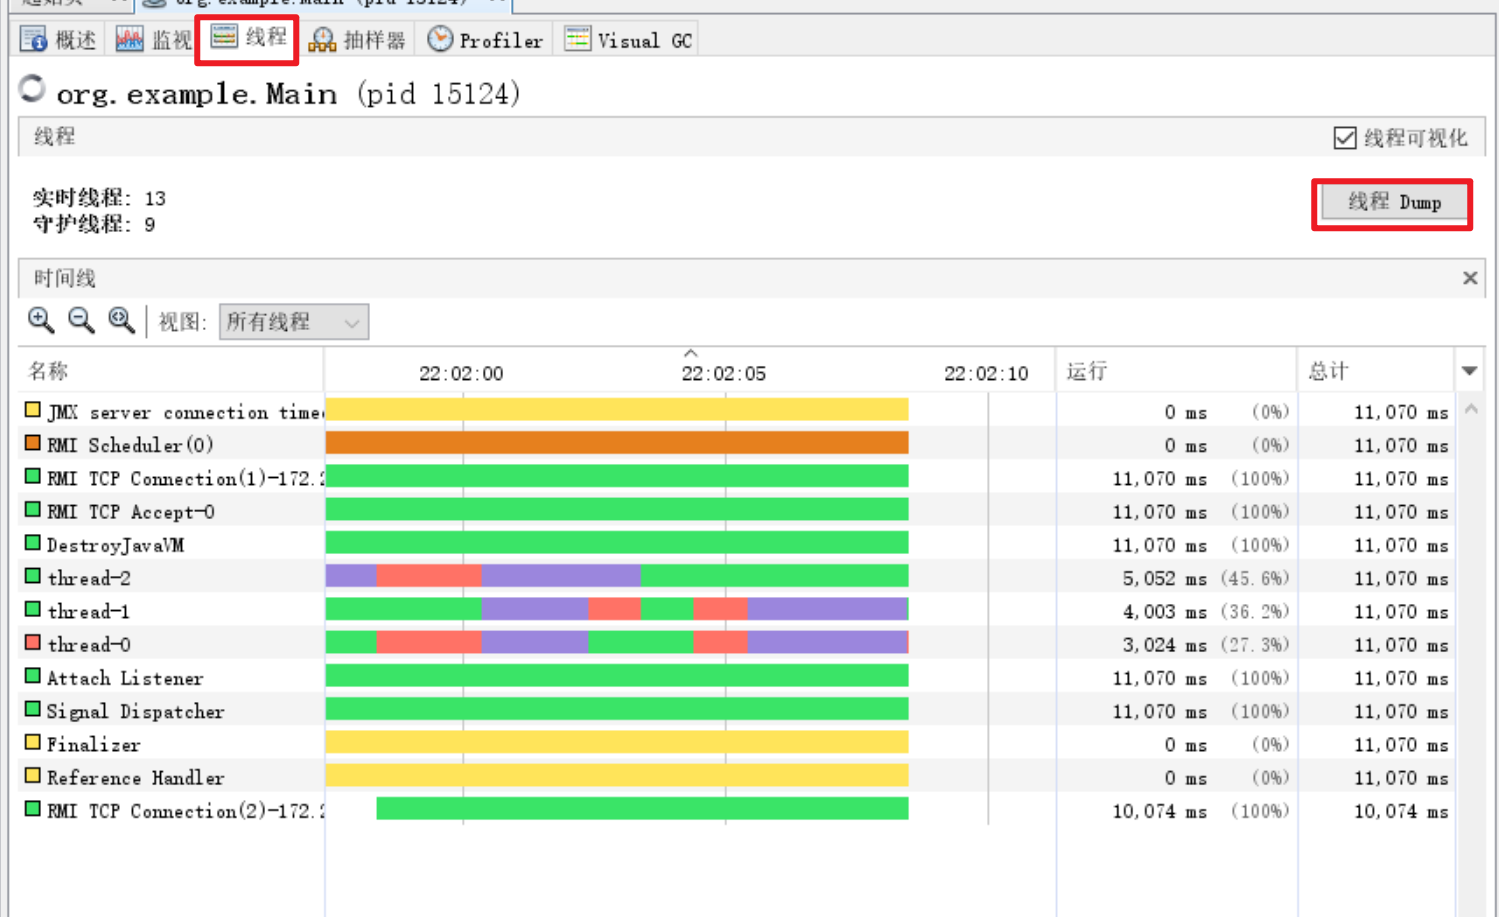 org.example.Main (pid 15124)
概述 监视 线程 抽样器 Profiler Visual GC
org.example.Main (pid 15124)
线程 线程可视化
实时线程: 13
守护线程: 9
线程 Dump
时间线
视图: 所有线程
名称 22:02:00 22:02:05 22:02:10 运行 总计
JMX server connection 0 ms (0%) 11,070 ms
RMI Scheduler(0) 0 ms (0%) 11,070 ms
RMI TCP Connection(1)-172. 11,070 ms (100%) 11,070 ms
RMI TCP Accept-0 11,070 ms (100%) 11,070 ms
DestroyJavaVM 11,070 ms (100%) 11,070 ms
thread-2 5,052 ms (45.6%) 11,070 ms
thread-1 4,003 ms (36.2%) 11,070 ms
thread-0 3,024 ms (27.3%) 11,070 ms
Attach Listener 11,070 ms (100%) 11,070 ms
Signal Dispatcher 11,070 ms (100%) 11,070 ms
Finalizer 0 ms (0%) 11,070 ms
Reference Handler 0 ms (0%) 11,070 ms
RMI TCP Connection(2)-172. 10,074 ms (100%) 10,074 ms